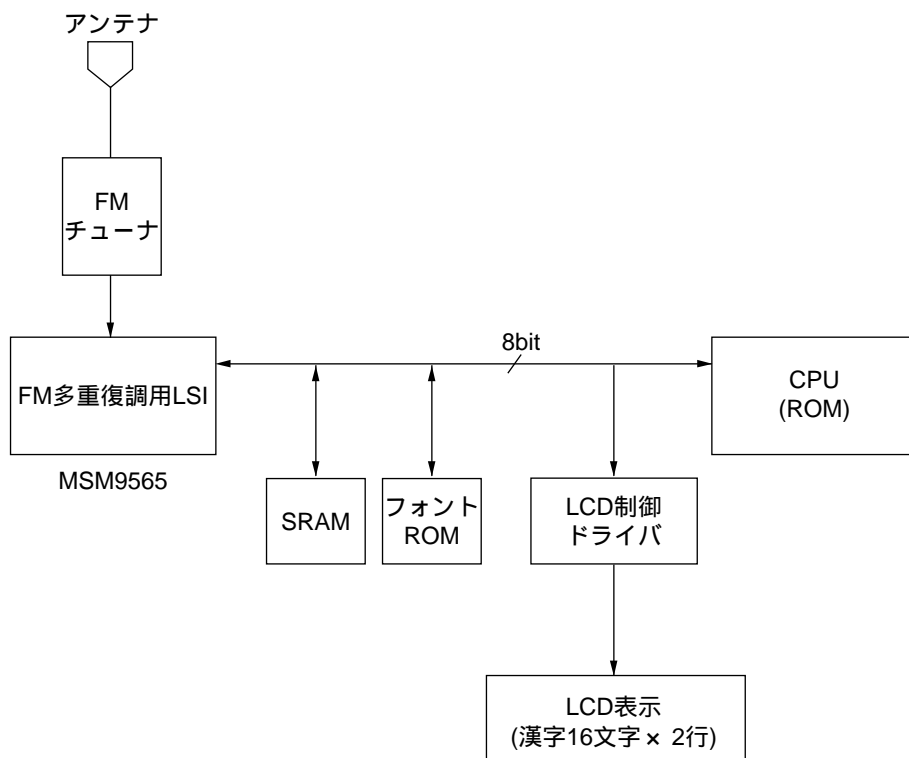 アンテナ
FM
チューナ
8bit
FM多重復調用LSI
CPU
(ROM)
MSM9565
SRAM
フォント
ROM
LCD制御
ドライバ
LCD表示
(漢字16文字× 2行)